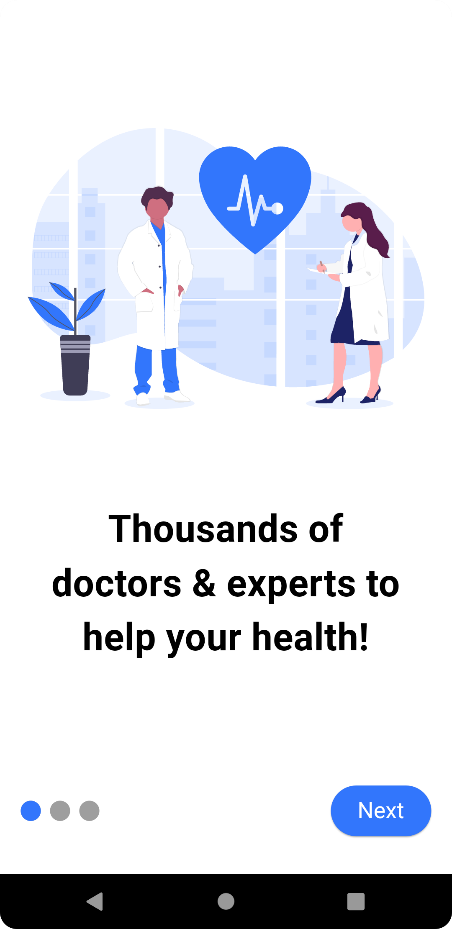 Thousands of
doctors & experts to
help your health!
Next